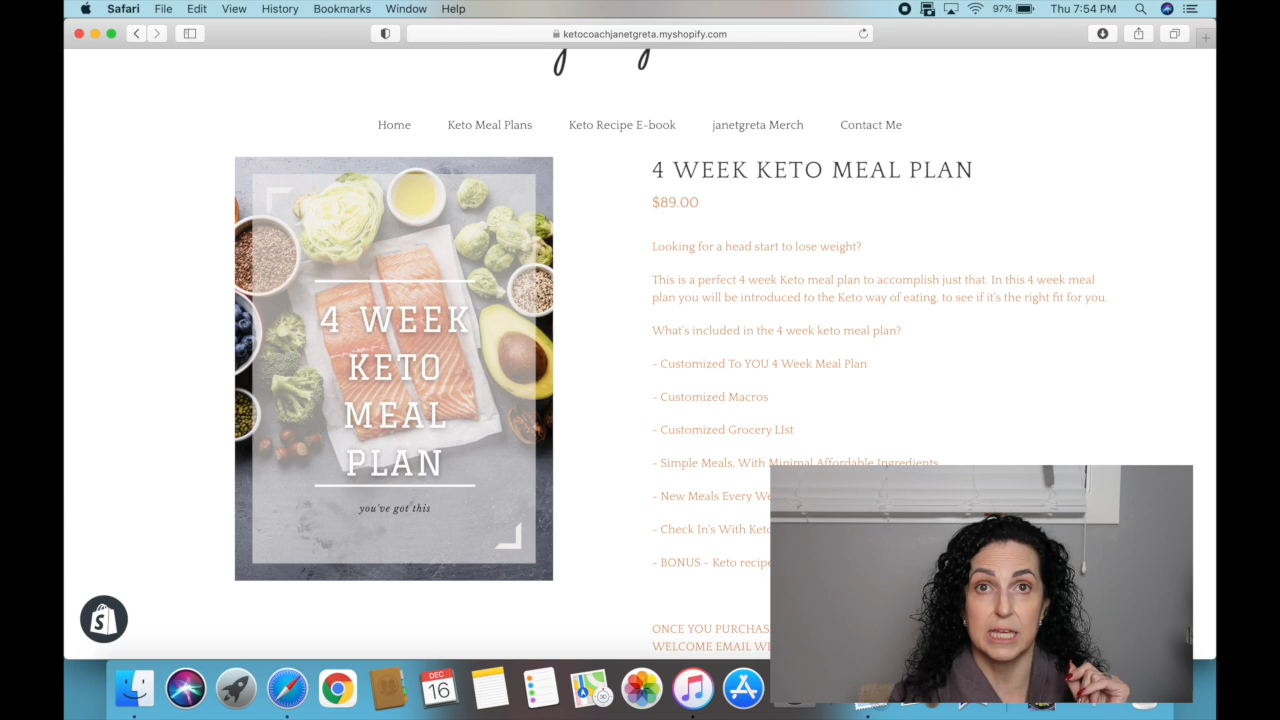 Safari File Edit View History Bookmarks Window Help 97% Thu 7:54 PM
ketocoachjanetgreta.myshopify.com
Home Keto Meal Plans Keto Recipe E-book janetgreta Merch Contact Me
4 WEEK
KETO
MEAL
PLAN
you've got this
4 WEEK KETO MEAL PLAN
$89.00
Looking for a head start to lose weight?
This is a perfect 4 week Keto meal plan to accomplish just that. In this 4 week meal
plan you will be introduced to the Keto way of eating, to see if it's the right fit for you.
What's included in the 4 week keto meal plan?
- Customized To YOU 4 Week Meal Plan
- Customized Macros
- Customized Grocery LIst
- Simple Meals, With Minimal Affordable Ingredients
- New Meals Every
- Check In's With
- BONUS - Keto
ONCE YOU
WELCOME EMAIL
S
DEC
16